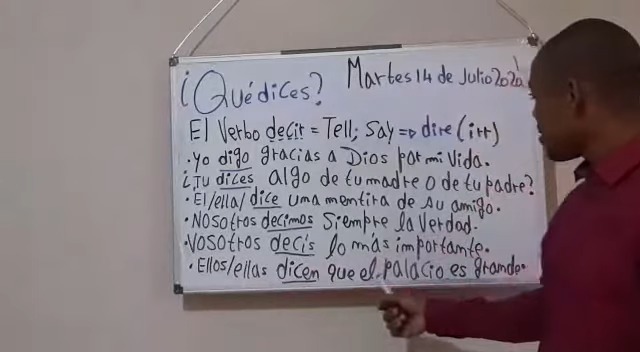 ¿Qué dices? Martes 14 de Julio 2020
El Verbo decir = Tell; Say => dire (irr)
• Yo digo gracias a Dios por mi vida.
¿Tu dices algo de tu madre o de tu padre?
• El/ella/dice uma mentira de su amigo.
• Nosotros decimos Siempre la verdad.
• Vosotros decis lo más importante.
• Ellos/ellas dicen que el palacio es grande.